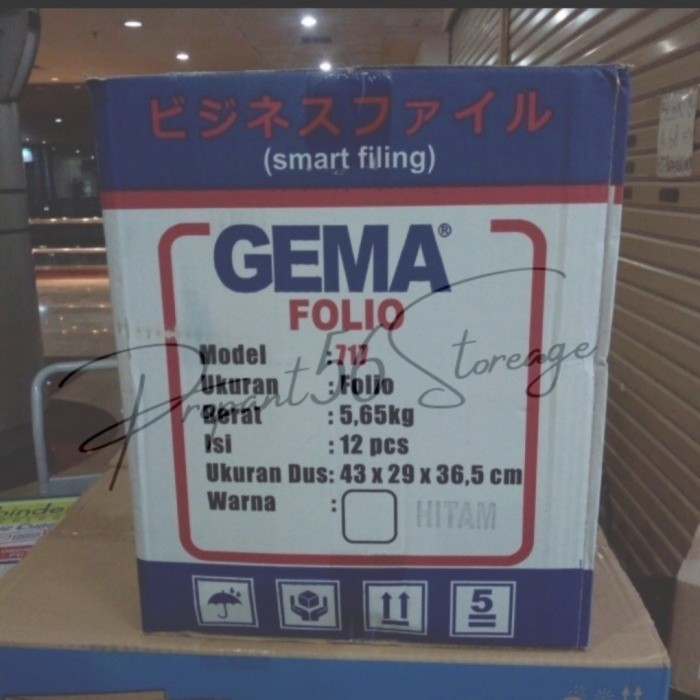 ビジネスファイル
(smart filing)
GEMA®
FOLIO
Model : 717
Ukuran : Folio
Berat : 5,65kg
Isi : 12 pcs
Ukuran Dus: 43 x 29 x 36,5 cm
Warna : HITAM
5
Storeage